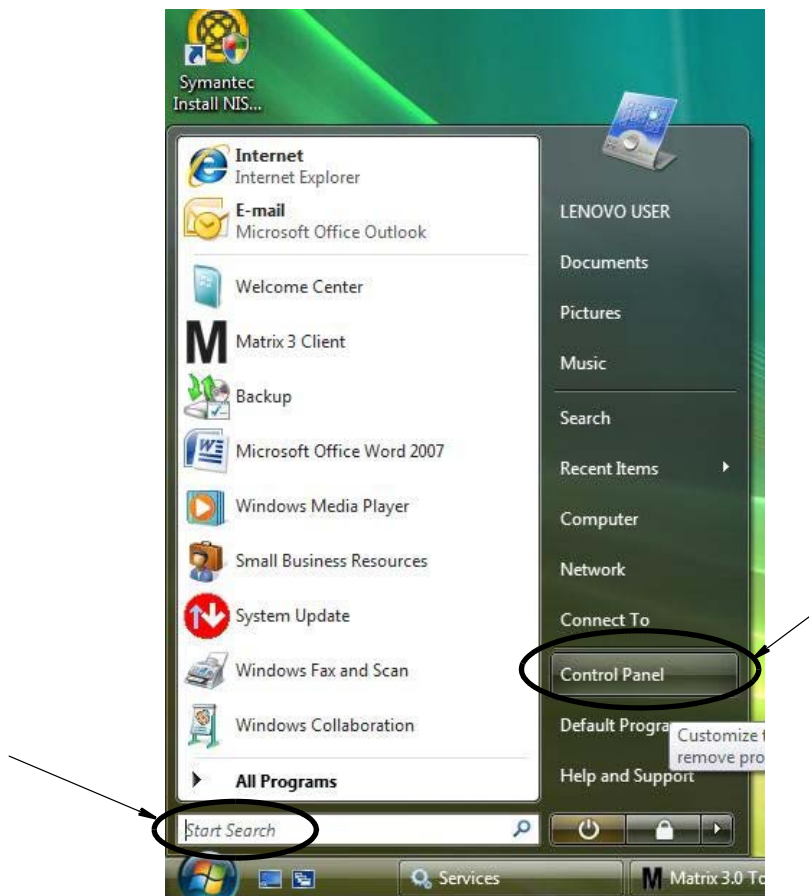 Symantec
Install NIS...
Internet
Internet Explorer
E-mail
Microsoft Office Outlook
Welcome Center
M
Matrix 3 Client
Backup
Microsoft Office Word 2007
Windows Media Player
Small Business Resources
System Update
Windows Fax and Scan
Windows Collaboration
All Programs
Start Search
LENOVO USER
Documents
Pictures
Music
Search
Recent Items
Computer
Network
Connect To
Control Panel
Default Progra
Customize t
remove pro
Help and Support
Services
M Matrix 3.0 To